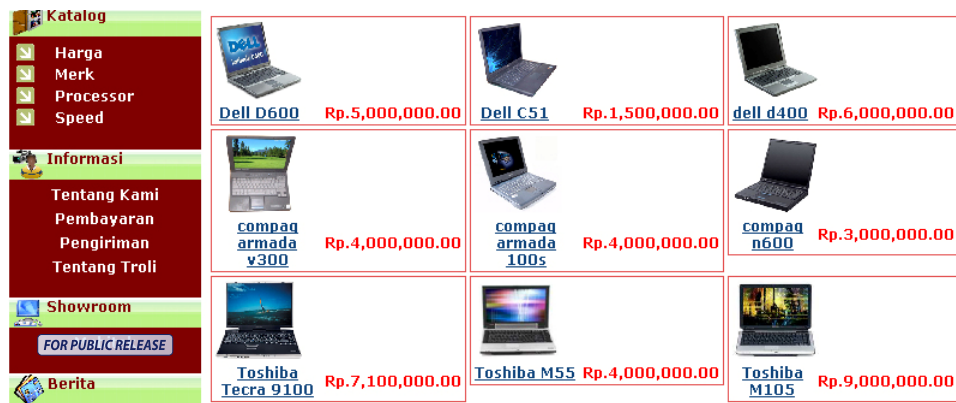 Katalog
Harga
Merk
Processor
Speed
Informasi
Tentang Kami
Pembayaran
Pengiriman
Tentang Troli
Showroom
FOR PUBLIC RELEASE
Berita
DELL
Dell D600 Rp.5,000,000.00
Dell C51 Rp.1,500,000.00
dell d400 Rp.6,000,000.00
compaq
armada
v300
Rp.4,000,000.00
compaq
armada
100s
Rp.4,000,000.00
compaq
n600
Rp.3,000,000.00
Toshiba
Tecra 9100
Rp.7,100,000.00
Toshiba M55 Rp.4,000,000.00
Toshiba
M105
Rp.9,000,000.00